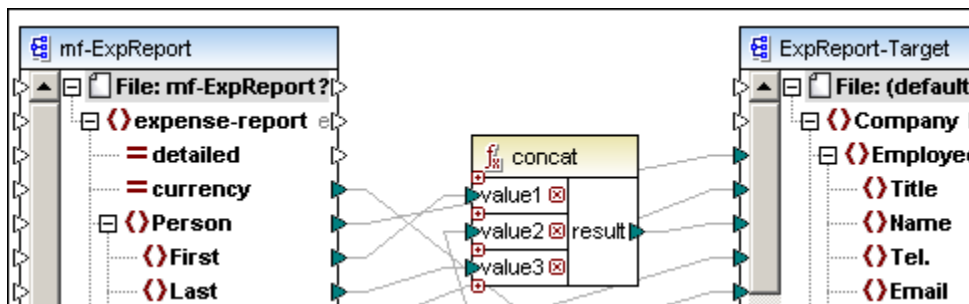 mf-ExpReport
File: mf-ExpReport?
expense-report
= detailed
= currency
()Person
()First
()Last
concat
value1
value2 result
value3
ExpReport-Target
File: (default
()Company
()Employee
()Title
()Name
()Tel.
()Email